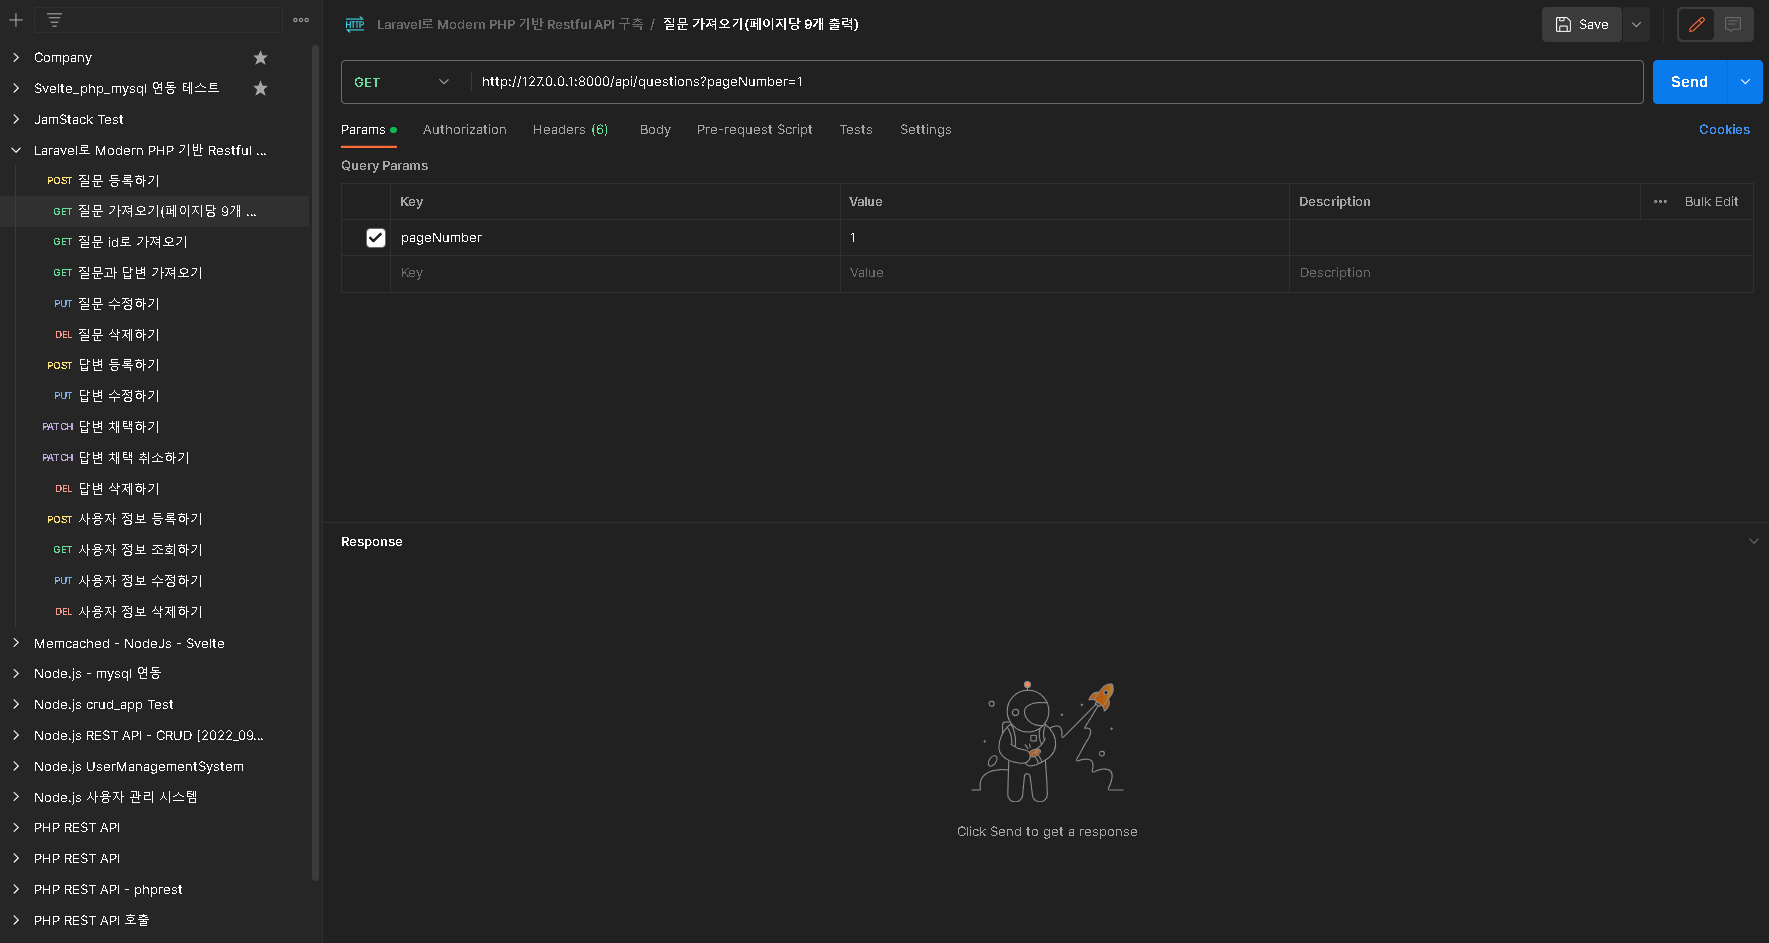 Company
Svelte_php_mysql 연동 테스트
JamStack Test
Laravel로 Modern PHP 기반 Restful ...
POST 질문 등록하기
GET 질문 가져오기(페이지당 9개 ...
GET 질문 id로 가져오기
GET 질문과 답변 가져오기
PUT 질문 수정하기
DEL 질문 삭제하기
POST 답변 등록하기
PUT 답변 수정하기
PATCH 답변 채택하기
PATCH 답변 채택 취소하기
DEL 답변 삭제하기
POST 사용자 정보 등록하기
GET 사용자 정보 조회하기
PUT 사용자 정보 수정하기
DEL 사용자 정보 삭제하기
Memcached - NodeJs - Svelte
Node.js - mysql 연동
Node.js crud_app Test
Node.js REST API - CRUD [2022_09...
Node.js UserManagementSystem
Node.js 사용자 관리 시스템
PHP REST API
PHP REST API
PHP REST API - phprest
PHP REST API 호출
HTTP Laravel로 Modern PHP 기반 Restful API 구축 / 질문 가져오기(페이지당 9개 출력) Save
GET http://127.0.0.1:8000/api/questions?pageNumber=1 Send
Params Authorization Headers (6) Body Pre-request Script Tests Settings Cookies
Query Params
Key Value Description ••• Bulk Edit
pageNumber 1
Key Value Description
Response
Click Send to get a response